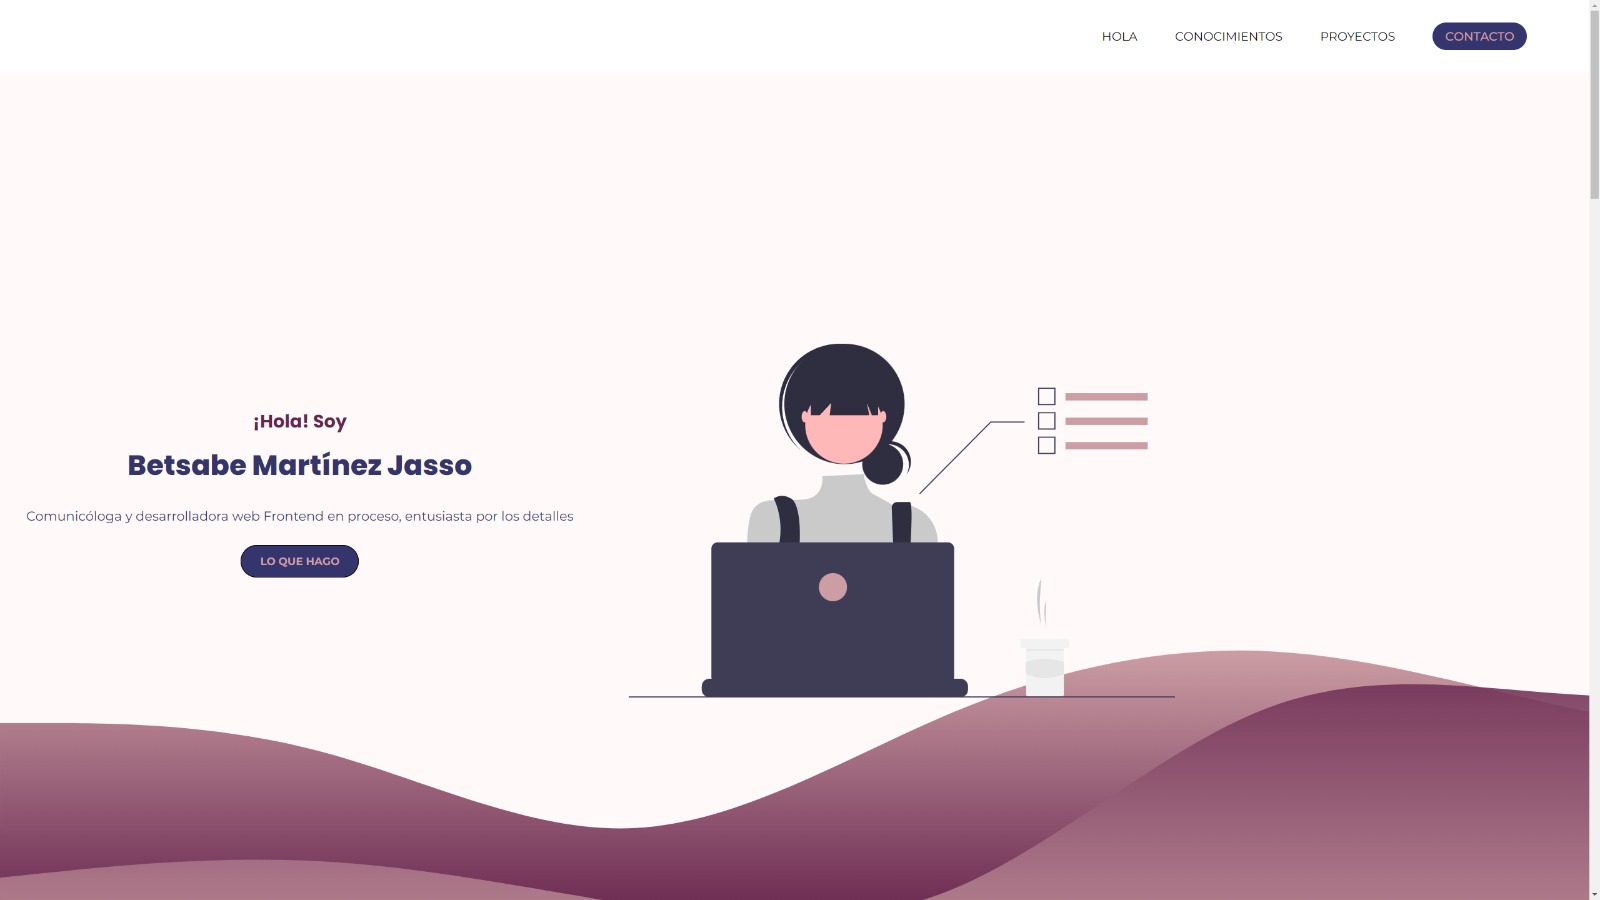 HOLA CONOCIMIENTOS PROYECTOS CONTACTO
¡Hola! Soy
Betsabe Martínez Jasso
Comunicóloga y desarrolladora web Frontend en proceso, entusiasta por los detalles
LO QUE HAGO